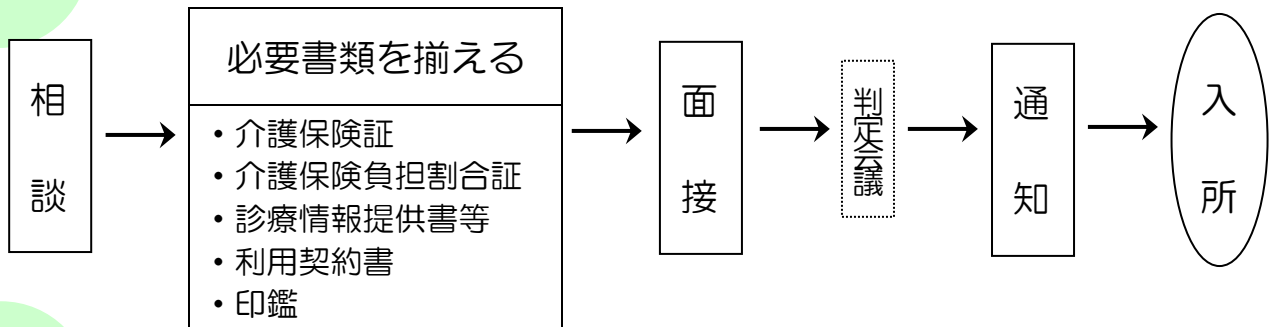 相談
必要書類を揃える
・介護保険証
・介護保険負担割合証
・診療情報提供書等
・利用契約書
・印鑑
面接
判定会議
通知
入所